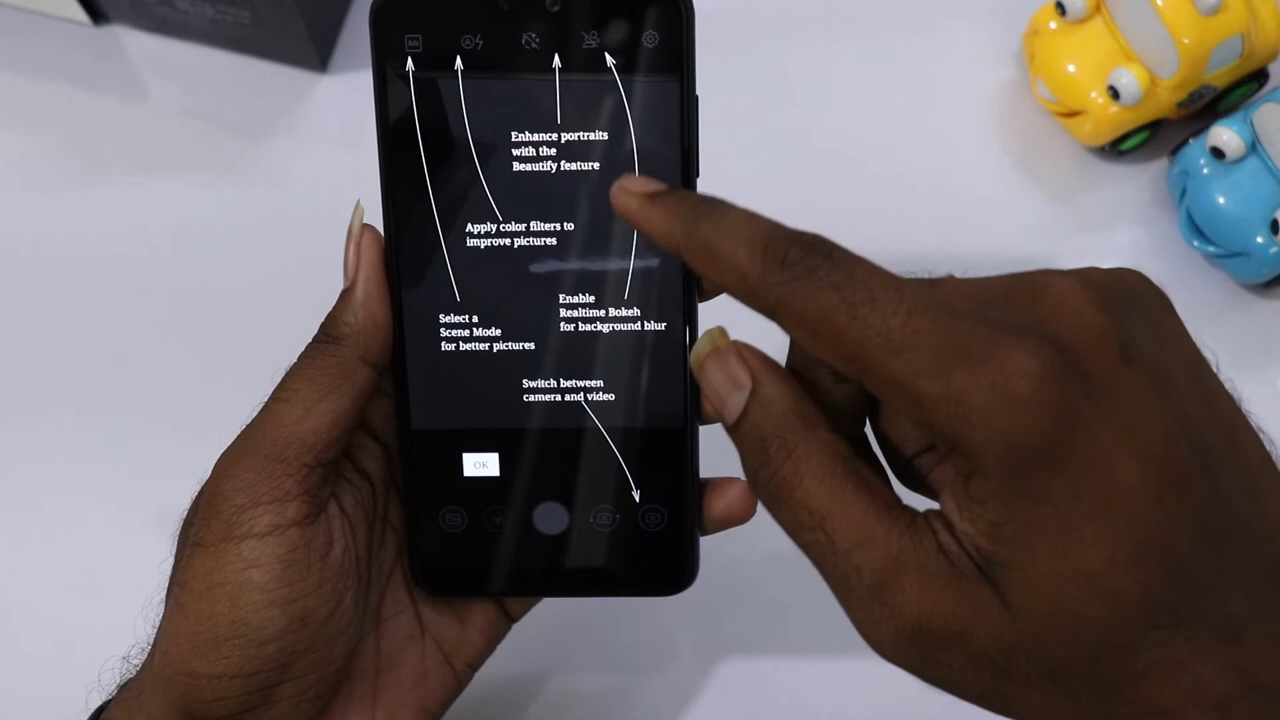 Enhance portraits
with the
Beautify feature
Apply color filters to
improve pictures
Select a
Scene Mode
for better pictures
Enable
Realtime Bokeh
for background blur
Switch between
camera and video
OK